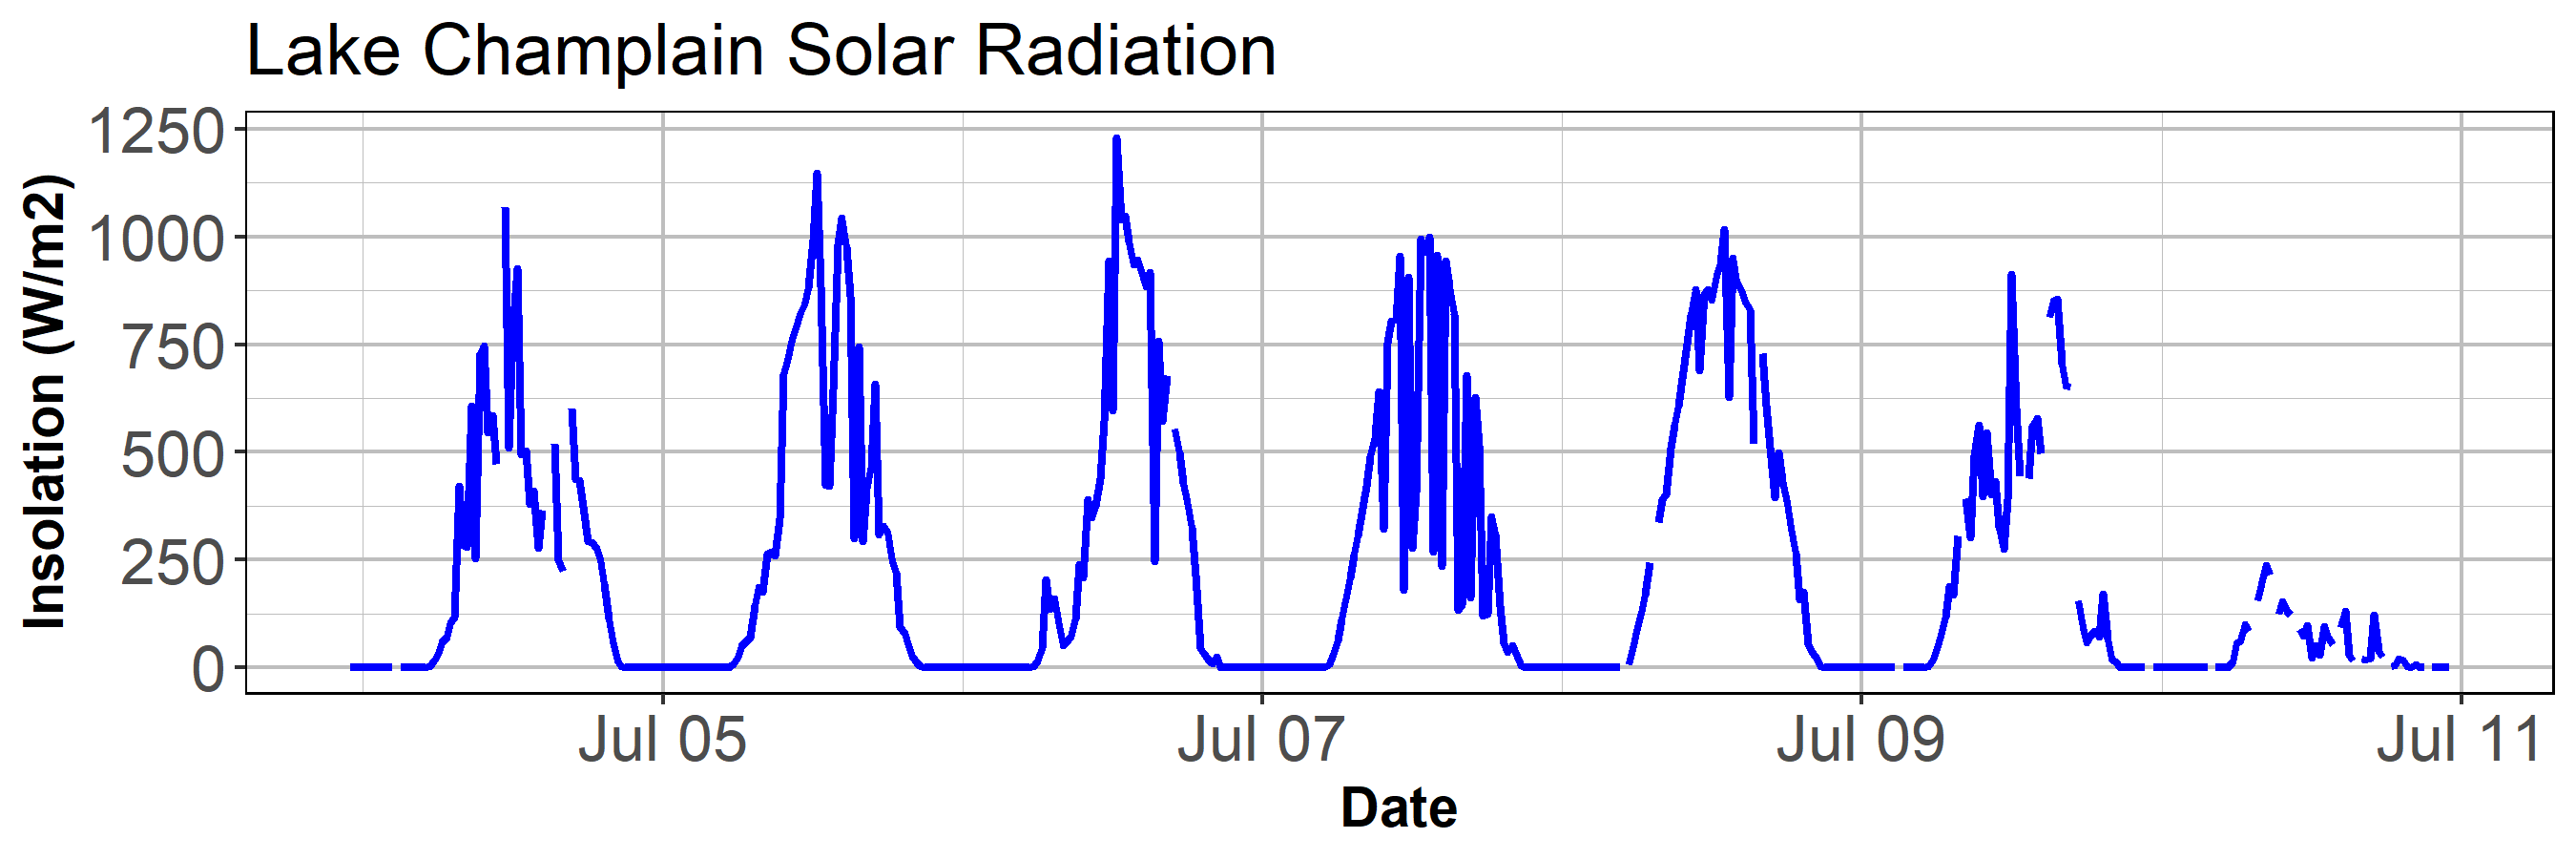 Lake Champlain Solar Radiation
Insolation (W/m2)
1250
1000
750
500
250
0
Jul 05
Jul 07
Jul 09
Jul 11
Date